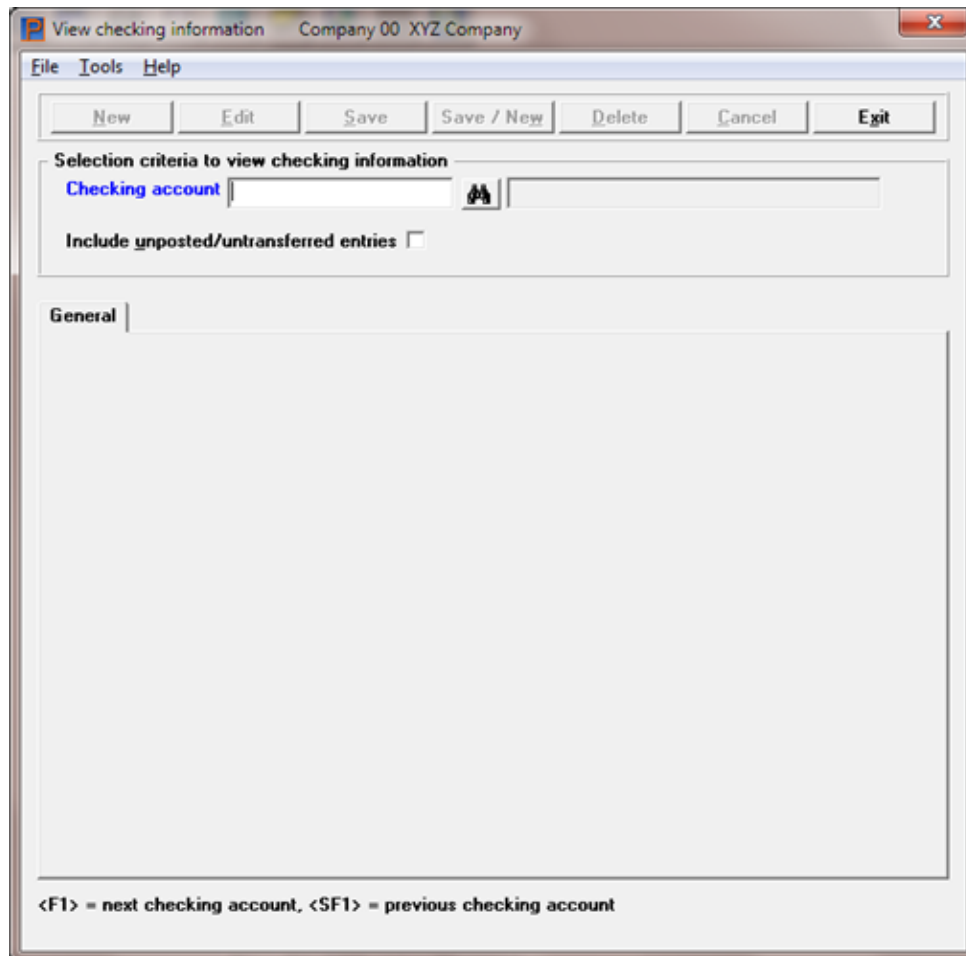 View checking information Company 00 XYZ Company
File Tools Help
New Edit Save Save / New Delete Cancel Exit
Selection criteria to view checking information
Checking account
Include unposted/untransferred entries
General
<F1> = next checking account, <SF1> = previous checking account